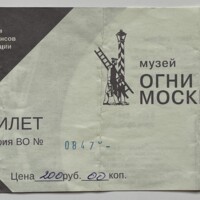 музей
ОГНИ
МОСК
ИЛЕТ
рия ВО № 0847
Цена 200 руб. 00 коп.